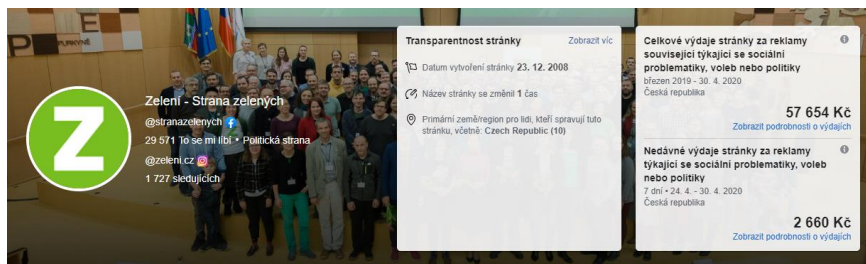 PURKYNĚ
Z
Zelení - Strana zelených
@stranazelenych
29 571 To se mi líbí • Politická strana
@zeleni.cz
1 727 sledujících
Transparentnost stránky
Zobrazit víc
Datum vytvoření stránky 23. 12. 2008
Název stránky se změnil 1 čas
Primární země/region pro lidi, kteří spravují tuto
stránku, včetně: Czech Republic (10)
Celkové výdaje stránky za reklamy
související týkající se sociální
problematiky, voleb nebo politiky
březen 2019 - 30. 4. 2020
Česká republika
57 654 Kč
Zobrazit podrobnosti o výdajích
Nedávné výdaje stránky za reklamy
týkající se sociální problematiky, voleb
nebo politiky
7 dní • 24. 4. - 30. 4. 2020
Česká republika
2 660 Kč
Zobrazit podrobnosti o výdajích